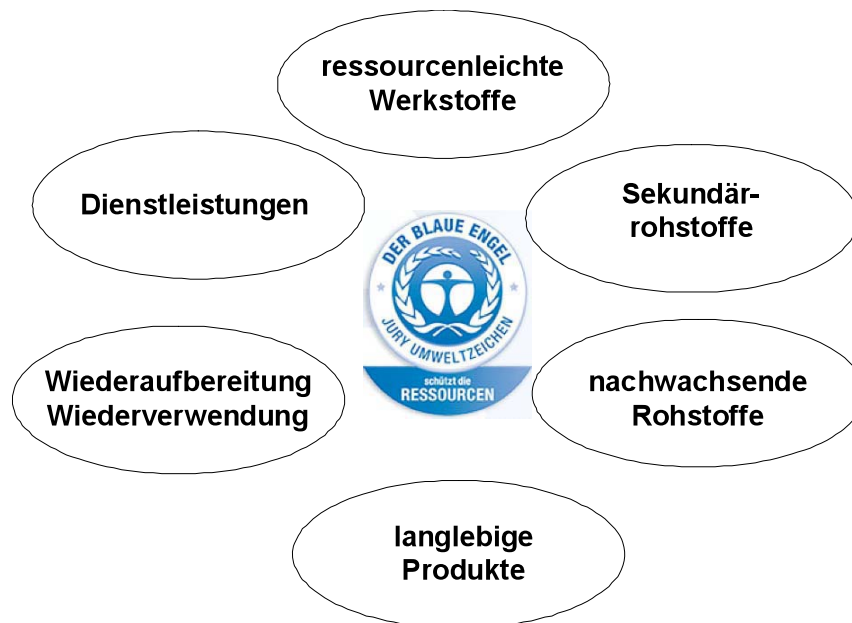 ressourcenleichte
Werkstoffe
Dienstleistungen
Sekundär-
rohstoffe
DER BLAUE ENGEL
JURY UMWELTZEICHEN
schützt die
RESSOURCEN
Wiederaufbereitung
Wiederverwendung
nachwachsende
Rohstoffe
langlebige
Produkte